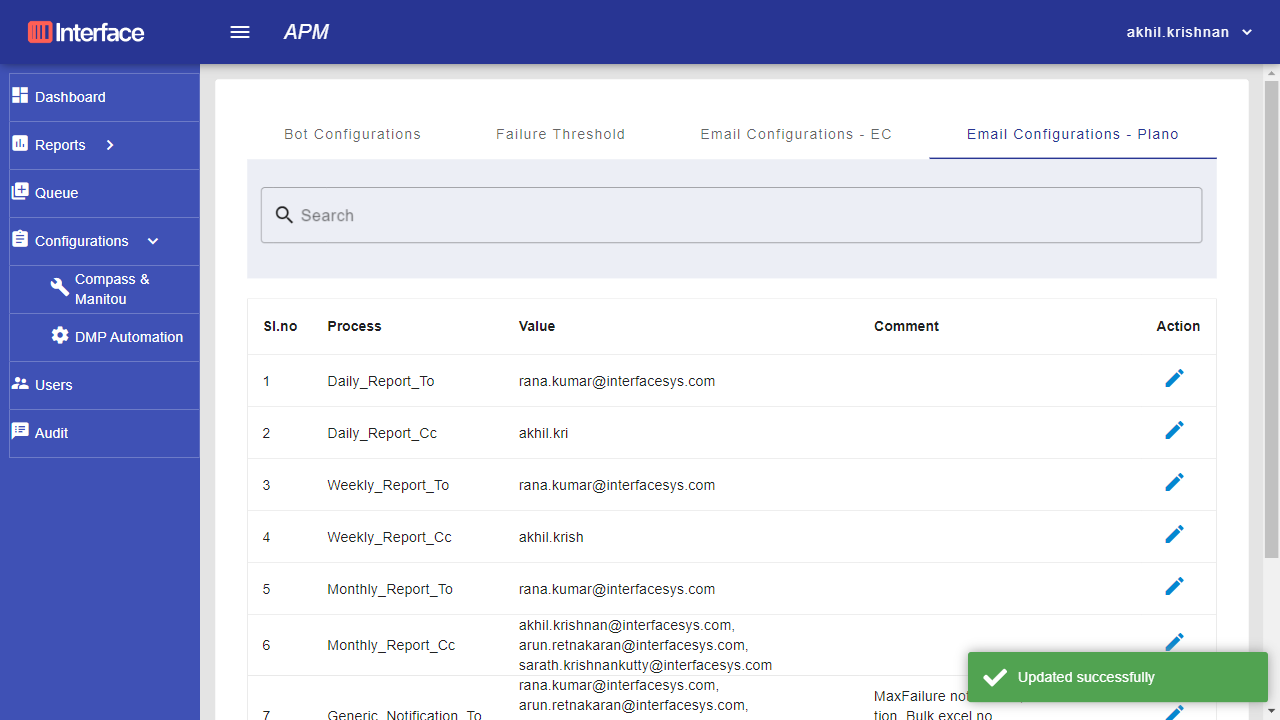 Interface
APM
akhil.krishnan
Dashboard
Reports
Queue
Configurations
Compass &
Manitou
DMP Automation
Users
Audit
Bot Configurations
Failure Threshold
Email Configurations - EC
Email Configurations - Plano
Search
Sl.no Process Value Comment Action
1 Daily_Report_To rana.kumar@interfacesys.com
2 Daily_Report_Cc akhil.kri
3 Weekly_Report_To rana.kumar@interfacesys.com
4 Weekly_Report_Cc akhil.krish
5 Monthly_Report_To rana.kumar@interfacesys.com
6 Monthly_Report_Cc akhil.krishnan@interfacesys.com,
arun.retnakaran@interfacesys.com,
sarath.krishnankutty@interfacesys.com
7 Generic_Notification_To rana.kumar@interfacesys.com,
arun.retnakaran@interfacesys.com,
MaxFailure
tion, Bulk excel no
Updated successfully